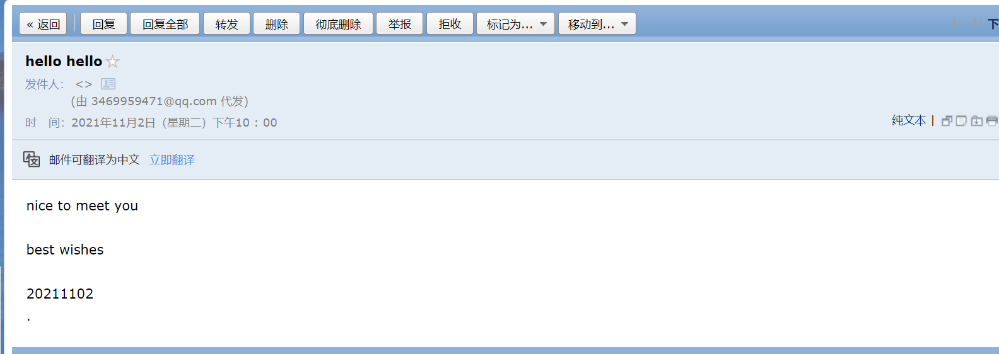 « 返回 回复 回复全部 转发 删除 彻底删除 举报 拒收 标记为... 移动到... 上一封 下
hello hello
发件人： <>
(由 3469959471@qq.com 代发)
时 间：2021年11月2日（星期二）下午10：00
纯文本 |
邮件可翻译为中文 立即翻译
nice to meet you
best wishes
20211102
.